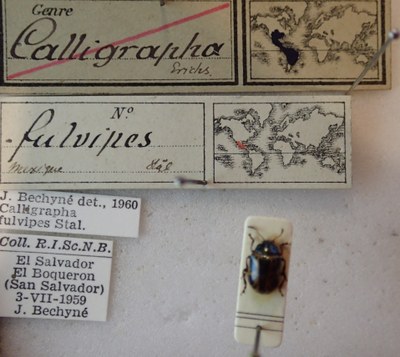 Genre
Calligrapha
Erichs.
N°
fulvipes
Mexique
J. Bechyné det., 1960
Calligrapha
fulvipes Stal.
Coll. R.I.Sc.N.B.
El Salvador
El Boqueron
(San Salvador)
3-VII-1959
J. Bechyné